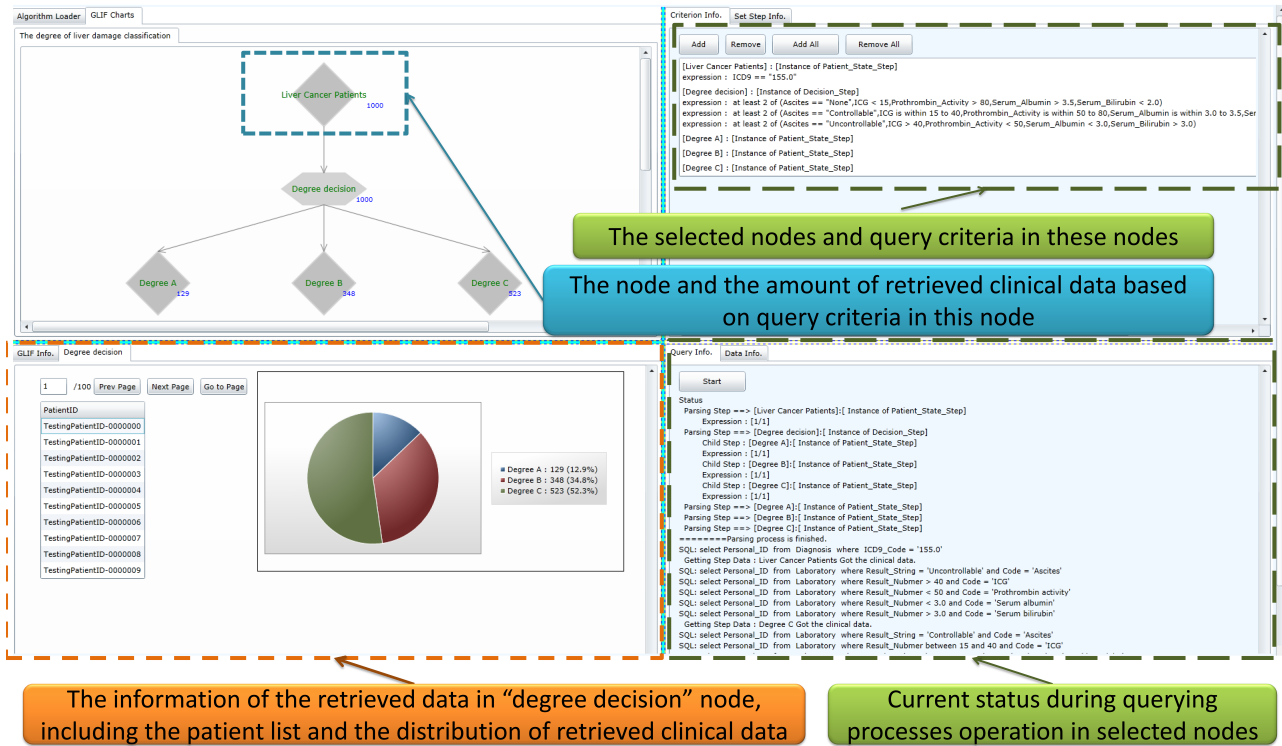 Algorithm Loader GLIF Charts
The degree of liver damage classification
Liver Cancer Patients
1000
Degree decision
1000
Degree A
129
Degree B
348
Degree C
523
Criterion Info. Set Step Info.
Add Remove Add All Remove All
[Liver Cancer Patients] : [Instance of Patient_State_Step]
expression : ICD9 == "155.0"
[Degree decision] : [Instance of Decision_Step]
expression : at least 2 of (Ascites == "None",ICG < 15,Prothrombin_Activity > 80,Serum_Albumin > 3.5,Serum_Bilirubin < 2.0)
expression : at least 2 of (Ascites == "Controllable",ICG is within 15 to 40,Prothrombin_Activity is within 50 to 80,Serum_Albumin is within 3.0 to 3.5,Ser
expression : at least 2 of (Ascites == "Uncontrollable",ICG > 40,Prothrombin_Activity < 50,Serum_Albumin < 3.0,Serum_Bilirubin > 3.0)
[Degree A] : [Instance of Patient_State_Step]
[Degree B] : [Instance of Patient_State_Step]
[Degree C] : [Instance of Patient_State_Step]
The selected nodes and query criteria in these nodes
The node and the amount of retrieved clinical data based
on query criteria in this node
GLIF Info. Degree decision
1 /100 Prev Page Next Page Go to Page
PatientID
TestingPatientID-0000000
TestingPatientID-0000001
TestingPatientID-0000002
TestingPatientID-0000003
TestingPatientID-0000004
TestingPatientID-0000005
TestingPatientID-0000006
TestingPatientID-0000007
TestingPatientID-0000008
TestingPatientID-0000009
Degree A : 129 (12.9%)
Degree B : 348 (34.8%)
Degree C : 523 (52.3%)
Query Info. Data Info.
Start
Status
Parsing Step ==> [Liver Cancer Patients]:[ Instance of Patient_State_Step]
Expression : [1/1]
Parsing Step ==> [Degree decision]:[ Instance of Decision_Step]
Child Step : [Degree A]:[ Instance of Patient_State_Step]
Expression : [1/1]
Child Step : [Degree B]:[ Instance of Patient_State_Step]
Expression : [1/1]
Child Step : [Degree C]:[ Instance of Patient_State_Step]
Expression : [1/1]
Parsing Step ==> [Degree A]:[ Instance of Patient_State_Step]
Parsing Step ==> [Degree B]:[ Instance of Patient_State_Step]
Parsing Step ==> [Degree C]:[ Instance of Patient_State_Step]
========Parsing process is finished.
SQL: select Personal_ID from Diagnosis where ICD9_Code = '155.0'
Getting Step Data : Liver Cancer Patients Got the clinical data.
SQL: select Personal_ID from Laboratory where Result_String = 'Uncontrollable' and Code = 'Ascites'
SQL: select Personal_ID from Laboratory where Result_Nubmer > 40 and Code = 'ICG'
SQL: select Personal_ID from Laboratory where Result_Nubmer < 50 and Code = 'Prothrombin activity'
SQL: select Personal_ID from Laboratory where Result_Nubmer < 3.0 and Code = 'Serum albumin'
SQL: select Personal_ID from Laboratory where Result_Nubmer > 3.0 and Code = 'Serum bilirubin'
Getting Step Data : Degree C Got the clinical data.
SQL: select Personal_ID from Laboratory where Result_String = 'Controllable' and Code = 'Ascites'
SQL: select Personal_ID from Laboratory where Result_Nubmer between 15 and 40 and Code = 'ICG'
The information of the retrieved data in “degree decision” node,
including the patient list and the distribution of retrieved clinical data
Current status during querying
processes operation in selected nodes